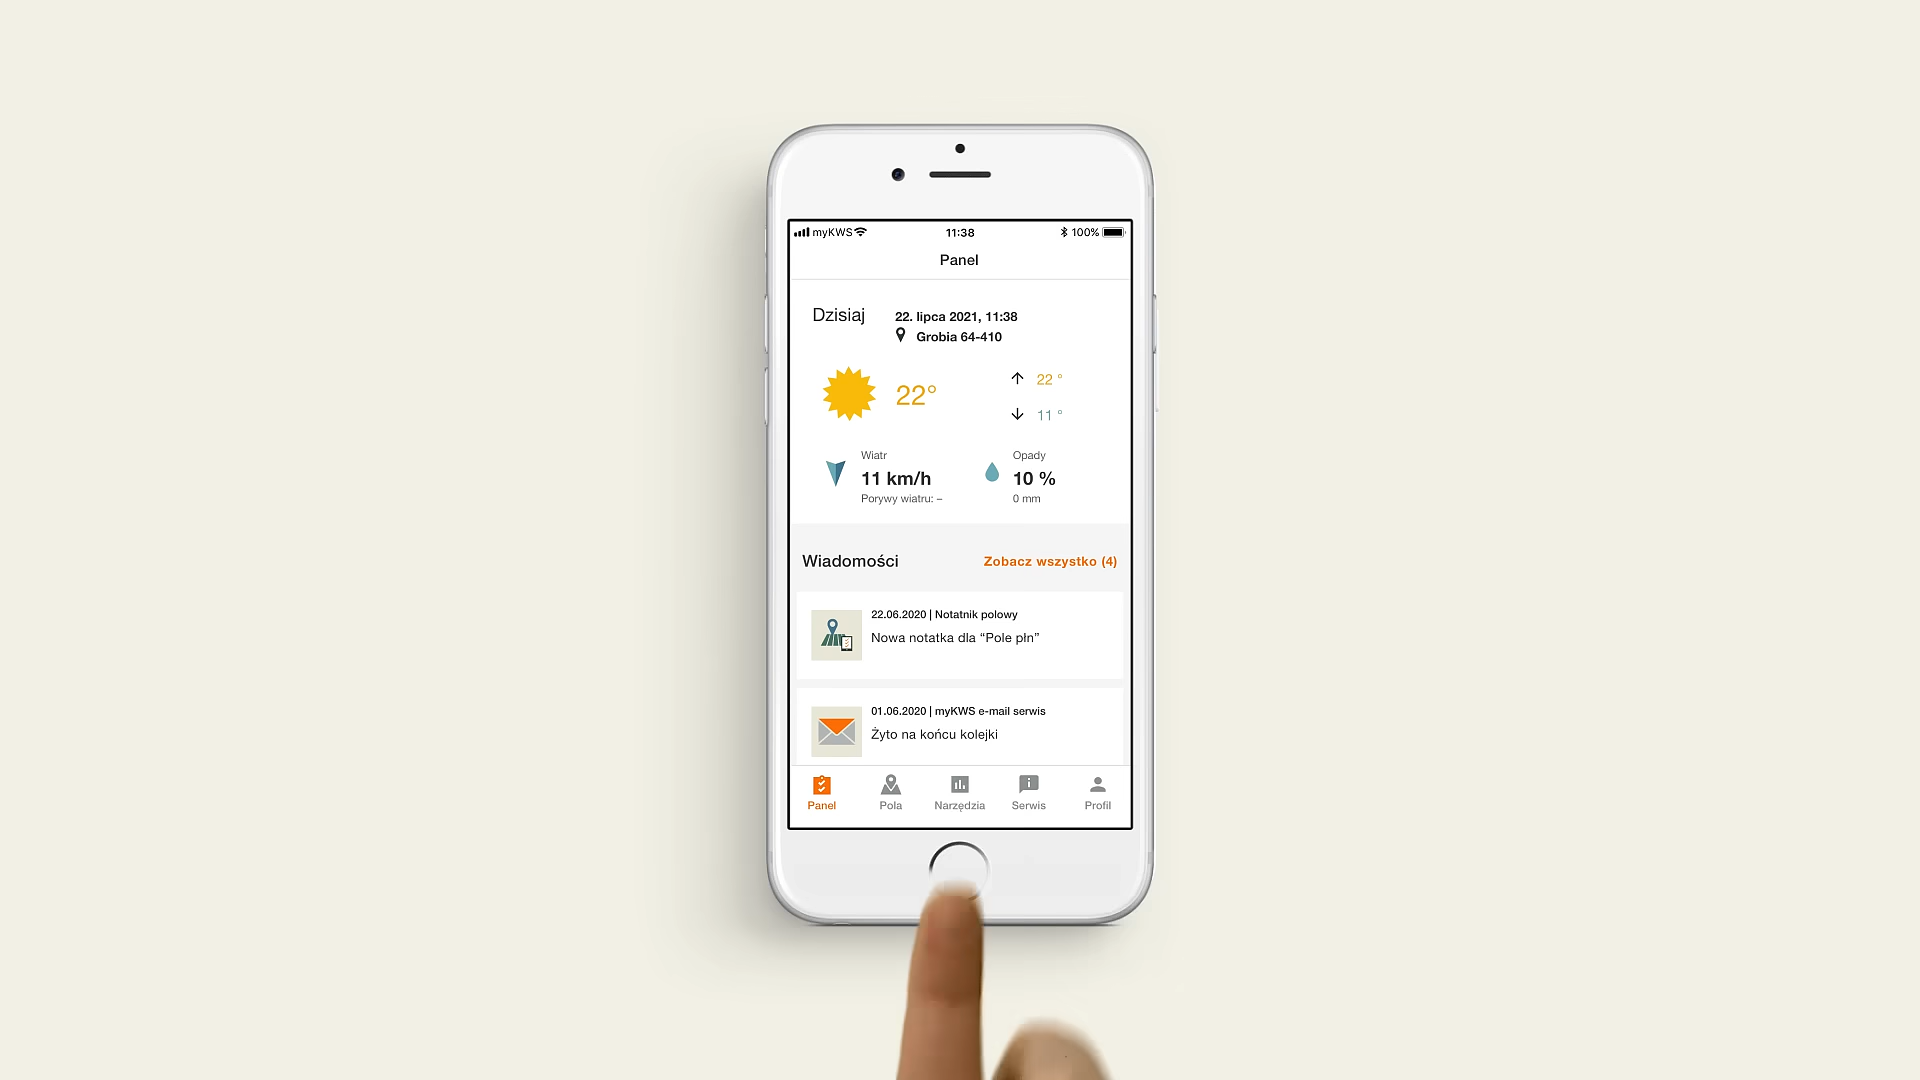 myKWS 11:38 100%
Panel
Dzisiaj
22. lipca 2021, 11:38
Grobia 64-410
22°
22 °
11 °
Wiatr
11 km/h
Porywy wiatru: –
Opady
10 %
0 mm
Wiadomości
Zobacz wszystko (4)
22.06.2020 | Notatnik polowy
Nowa notatka dla “Pole płn”
01.06.2020 | myKWS e-mail serwis
Żyto na końcu kolejki
Panel Pola Narzędzia Serwis Profil